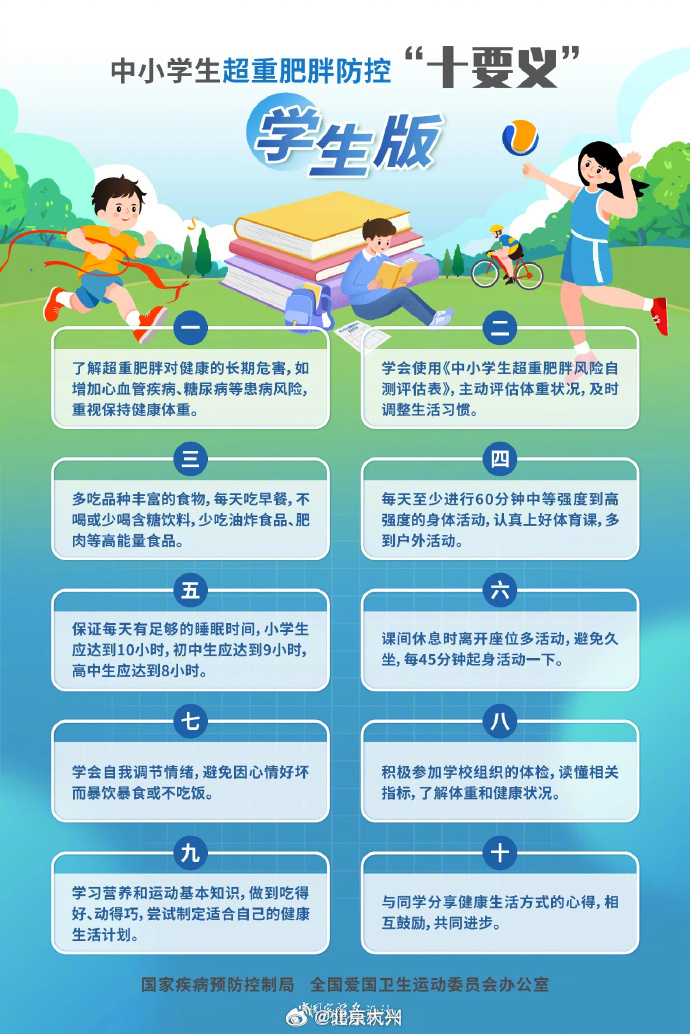 中小学生超重肥胖防控“十要义”
学生版
一
了解超重肥胖对健康的长期危害，如
增加心血管疾病、糖尿病等患病风险，
重视保持健康体重。
二
学会使用《中小学生超重肥胖风险自
测评估表》，主动评估体重状况，及时
调整生活习惯。
三
多吃品种丰富的食物，每天吃早餐，不
喝或少喝含糖饮料，少吃油炸食品、肥
肉等高能量食品。
四
每天至少进行60分钟中等强度到高
强度的身体活动，认真上好体育课，多
到户外活动。
五
保证每天有足够的睡眠时间，小学生
应达到10小时，初中生应达到9小时，
高中生应达到8小时。
六
课间休息时离开座位多活动，避免久
坐，每45分钟起身活动一下。
七
学会自我调节情绪，避免因心情好坏
而暴饮暴食或不吃饭。
八
积极参加学校组织的体检，读懂相关
指标，了解体重和健康状况。
九
学习营养和运动基本知识，做到吃得
好、动得巧，尝试制定适合自己的健康
生活计划。
十
与同学分享健康生活方式的心得，相
互鼓励，共同进步。
国家疾病预防控制局 全国爱国卫生运动委员会办公室
@北京大兴